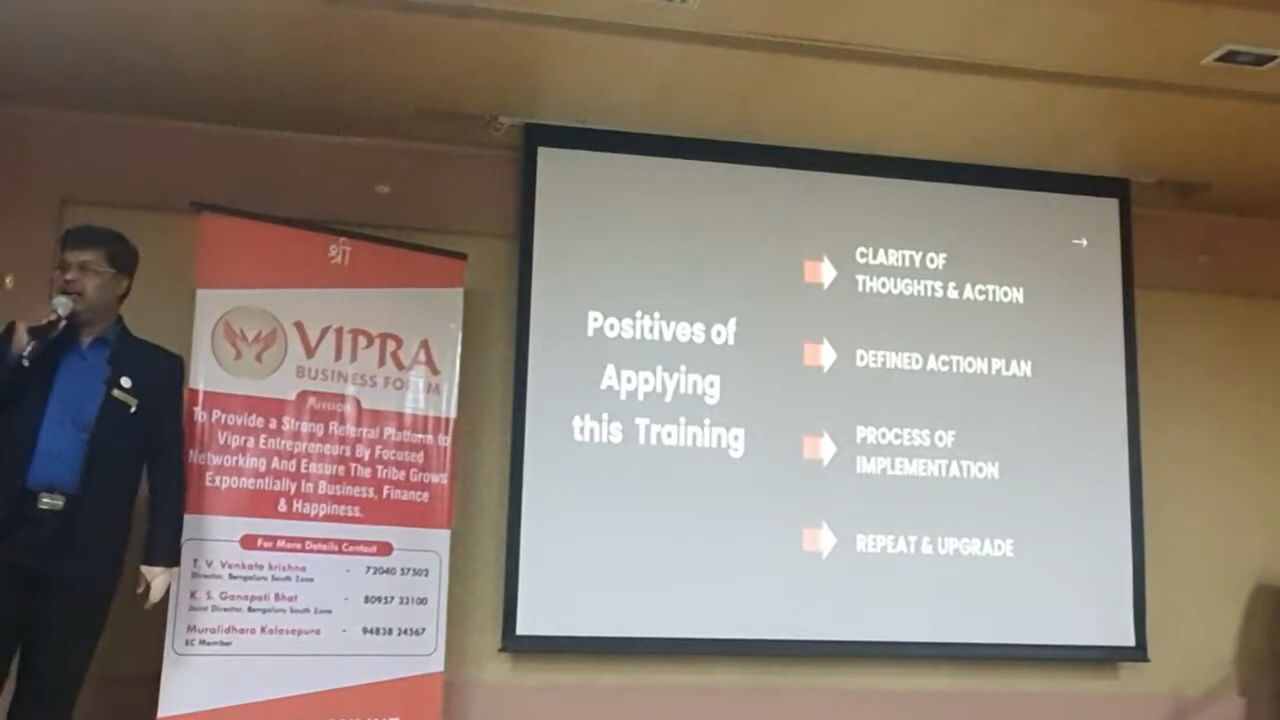 श्री
VIPRA
BUSINESS FORUM
Mission
To Provide a Strong Referral Platform to
Vipra Entrepreneurs By Focused
Networking And Ensure The Tribe Grows
Exponentially In Business, Finance
& Happiness.
For More Details Contact
T. V. Venkata krishna - 72040 57502
Director, Bengaluru South Zone
K. S. Ganapati Bhat - 80957 33100
Joint Director, Bengaluru South Zone
Muralidhara Kalasapura - 94838 24567
EC Member
Positives of
Applying
this Training
→
CLARITY OF
THOUGHTS & ACTION
DEFINED ACTION PLAN
PROCESS OF
IMPLEMENTATION
REPEAT & UPGRADE